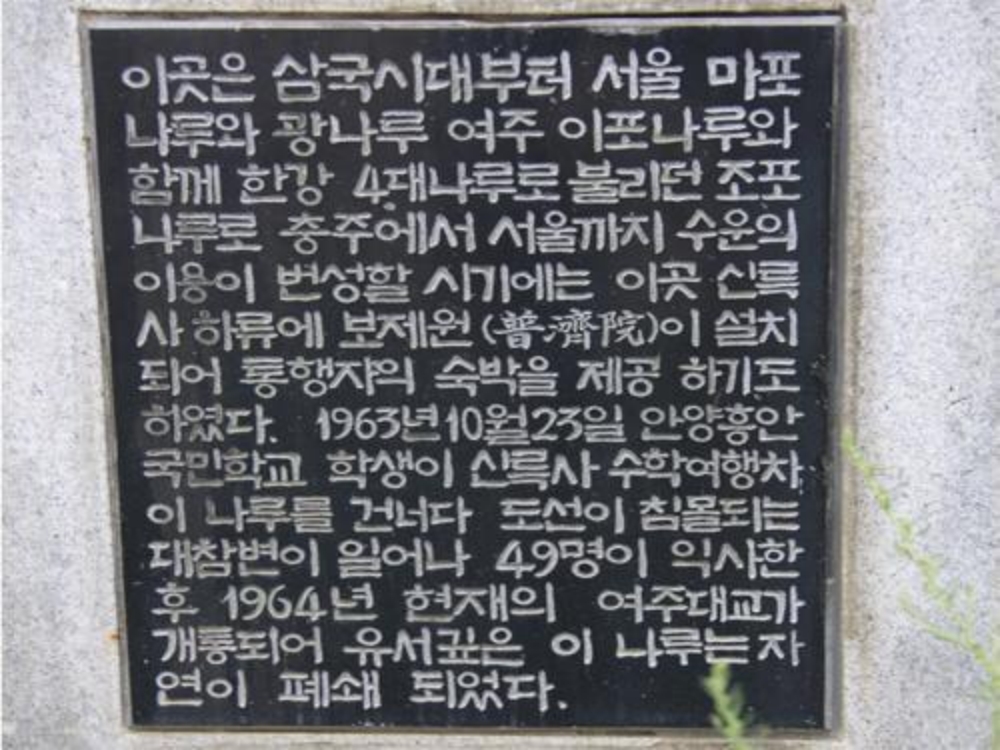 이곳은 삼국시대부터 서울 마포
나루와 광나루 여주 이포나루와
함께 한강 4대나루로 불리던 조포
나루로 충주에서 서울까지 수운의
이용이 번성할 시기에는 이곳 신륵
사 하류에 보제원(普濟院)이 설치
되어 통행자의 숙박을 제공 하기도
하였다. 1963년10월23일 안양흥안
국민학교 학생이 신륵사 수학여행차
이 나루를 건너다 도선이 침몰되는
대참변이 일어나 49명이 익사한
후 1964년 현재의 여주대교가
개통되어 유서긾은 이 나루는 자
연이 폐쇄 되었다.